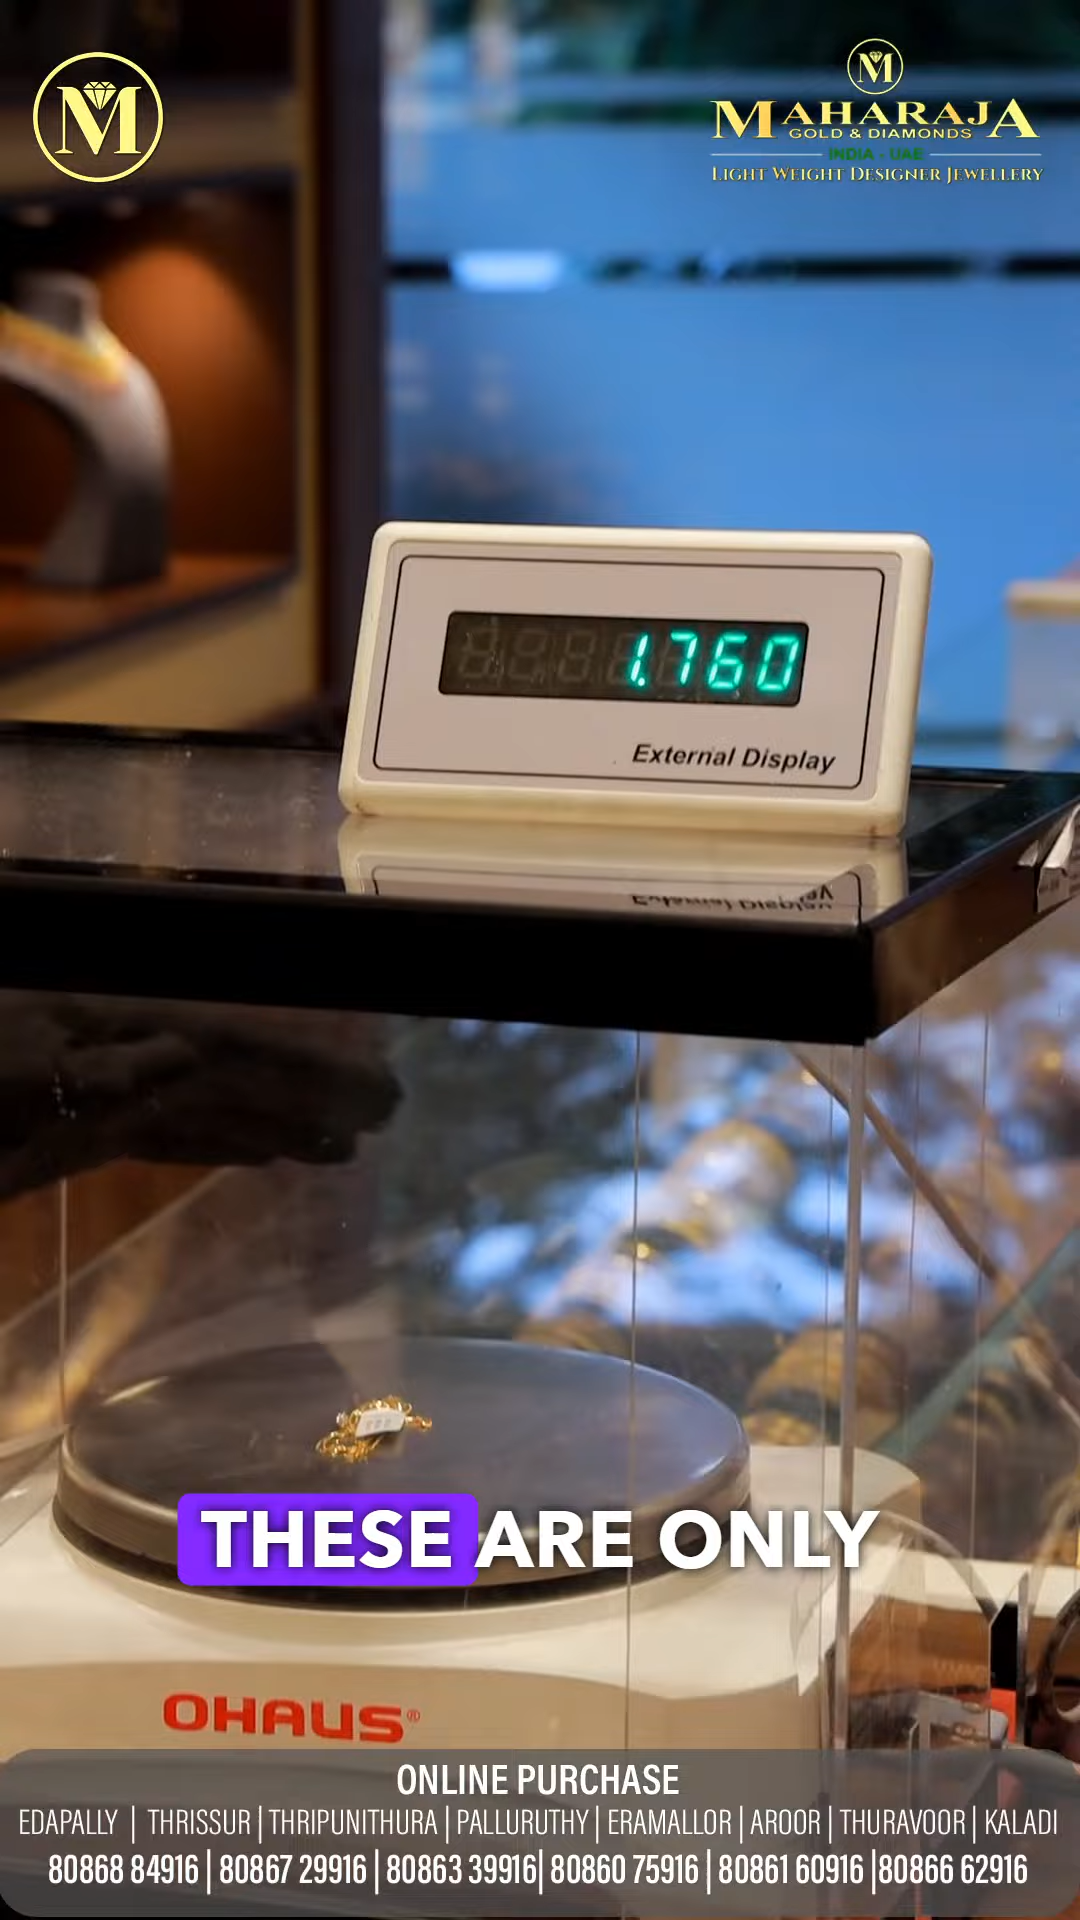 M
M
MAHARAJA
GOLD & DIAMONDS
INDIA - UAE
LIGHT WEIGHT DESIGNER JEWELLERY
1.760
External Display
THESE ARE ONLY
OHAUS®
ONLINE PURCHASE
EDAPALLY | THRISSUR | THRIPUNITHURA | PALLURUTHY | ERAMALLOR | AROOR | THURAVOOR | KALADI
80868 84916 | 80867 29916 | 80863 39916| 80860 75916 | 80861 60916 |80866 62916